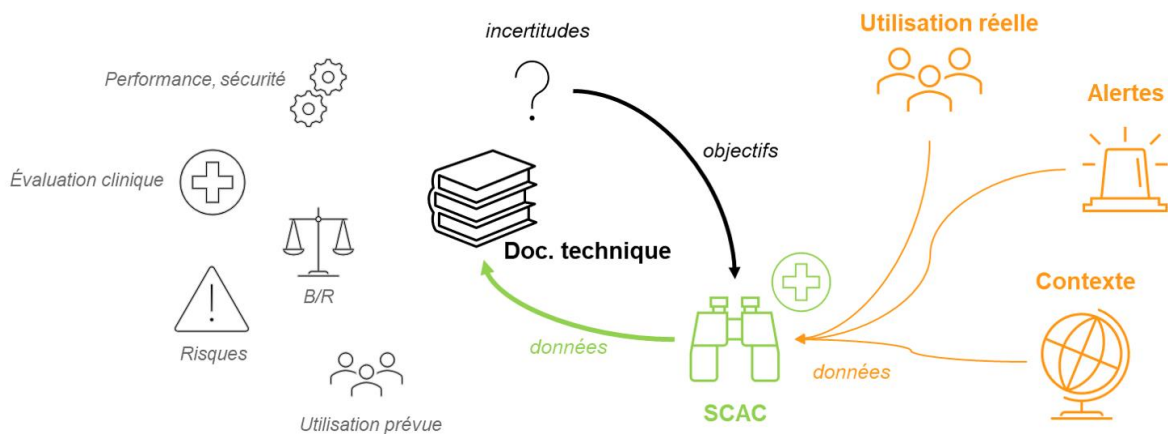 incertitudes
Utilisation réelle
Performance, sécurité
Alertes
objectifs
Évaluation clinique
Doc. technique
B/R
Contexte
Risques
données
données
SCAC
Utilisation prévue